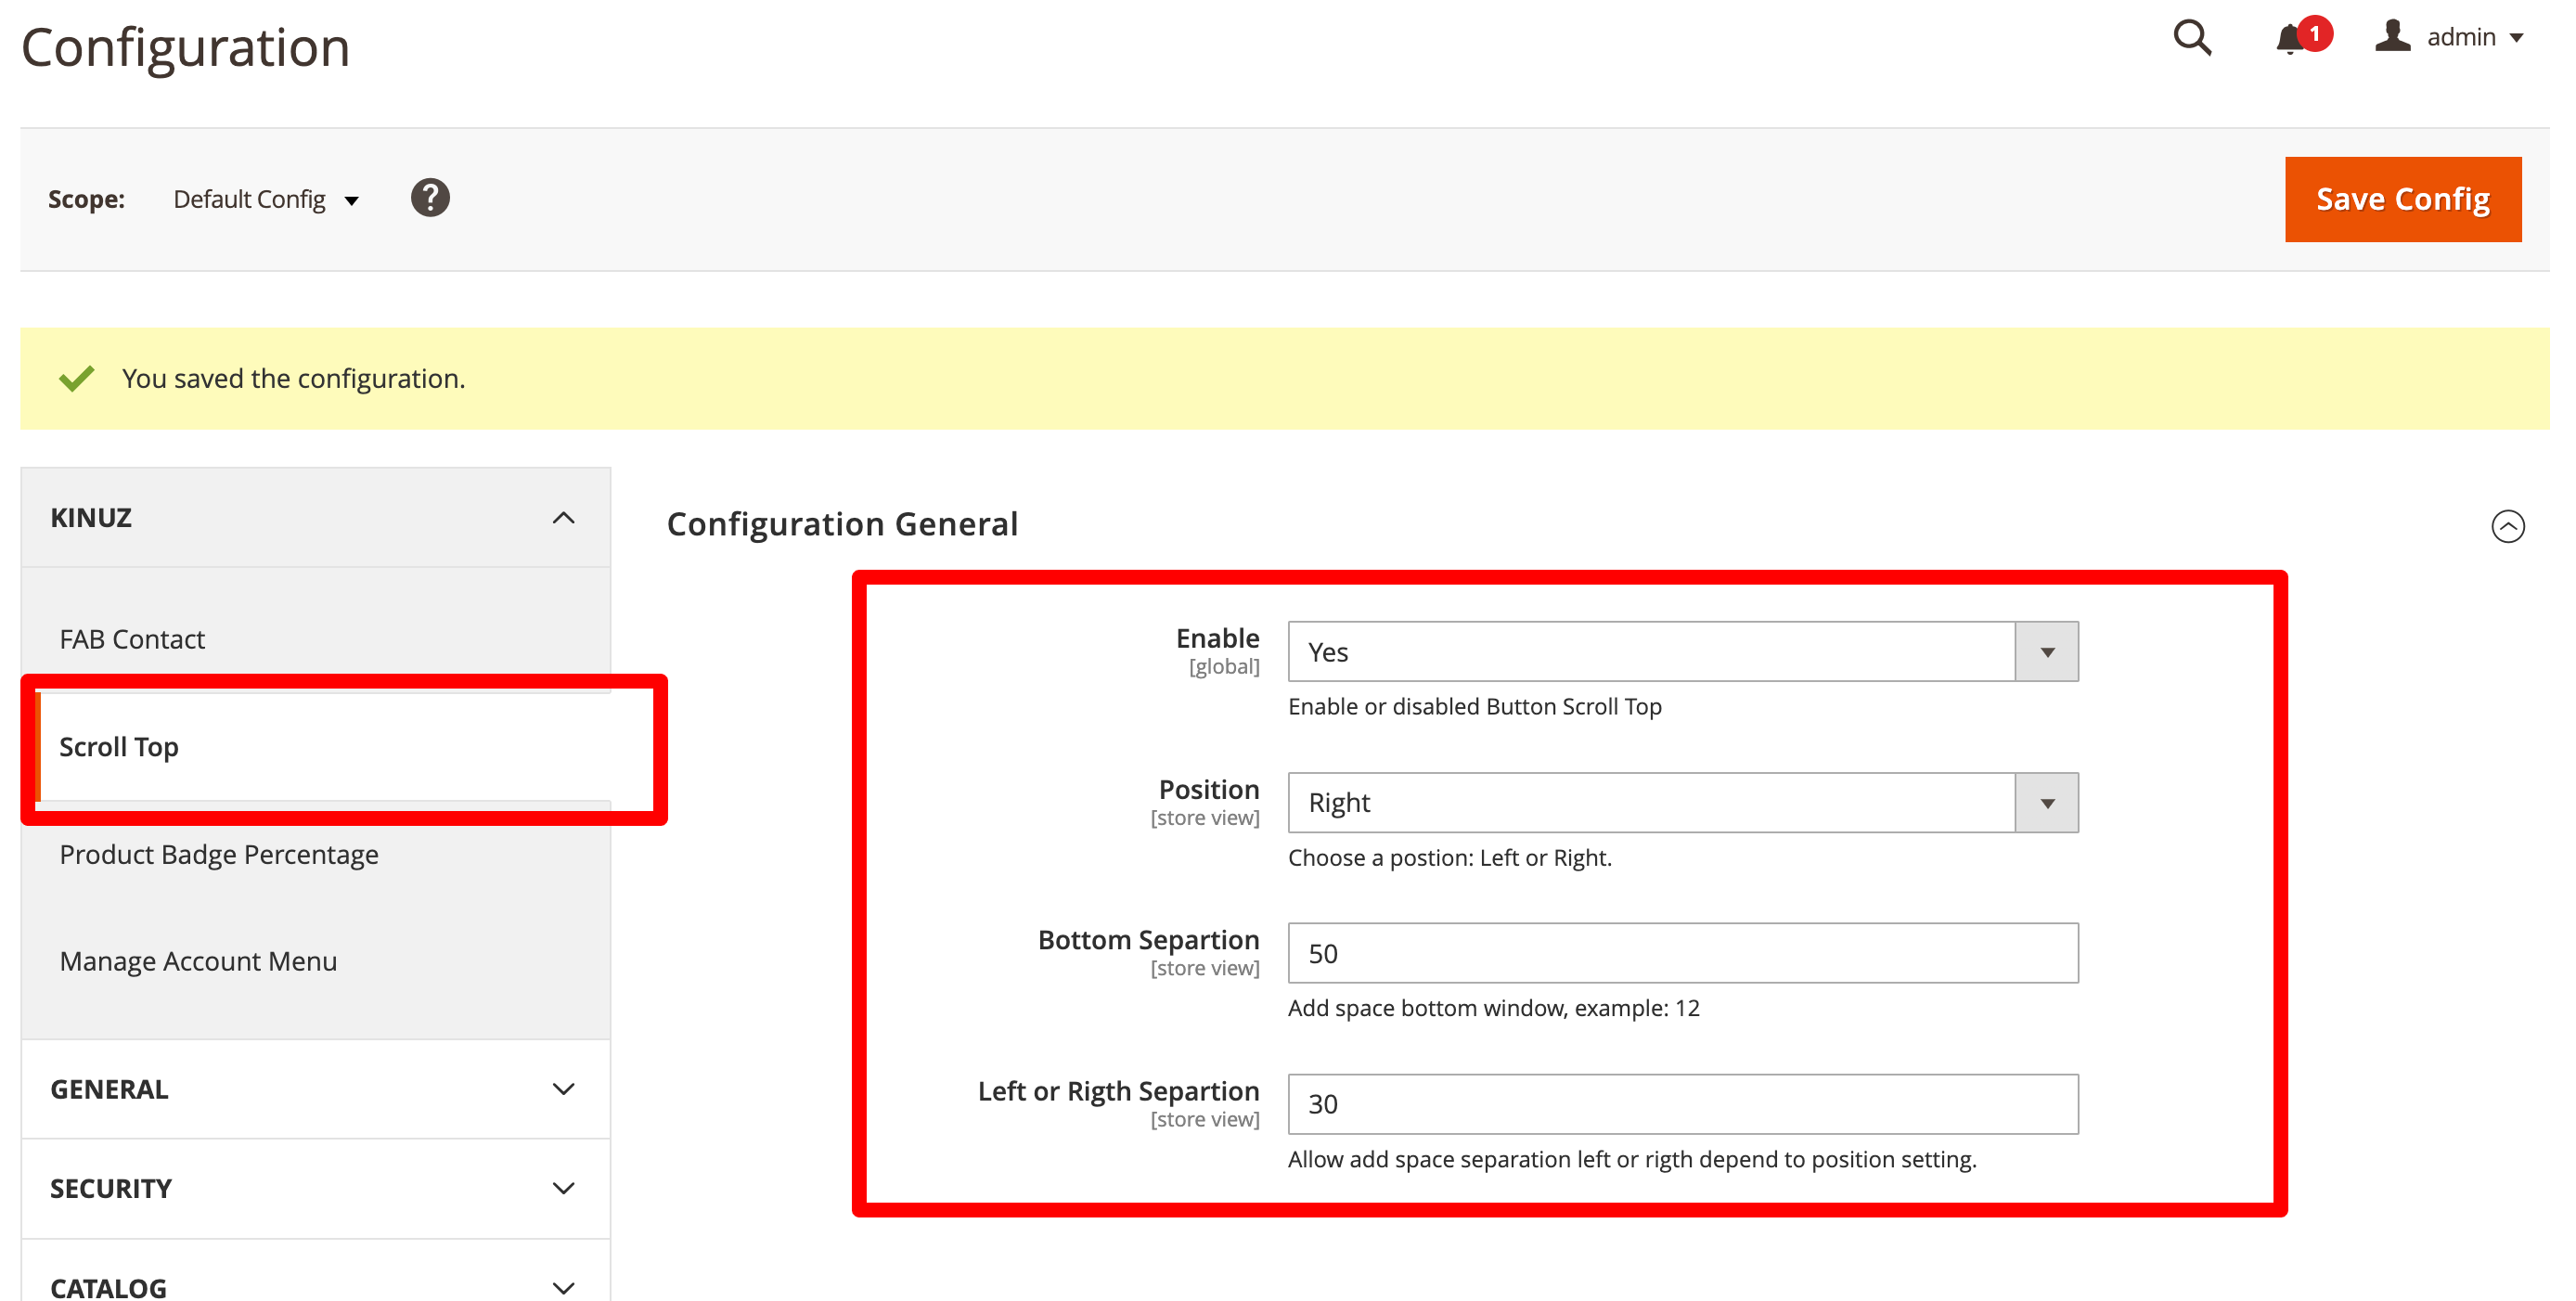 Configuration
1
admin
Scope:
Default Config
?
Save Config
You saved the configuration.
KINUZ
FAB Contact
Scroll Top
Product Badge Percentage
Manage Account Menu
GENERAL
SECURITY
CATALOG
Configuration General
Enable
[global]
Yes
Enable or disabled Button Scroll Top
Position
[store view]
Right
Choose a postion: Left or Right.
Bottom Separtion
[store view]
50
Add space bottom window, example: 12
Left or Rigth Separtion
[store view]
30
Allow add space separation left or rigth depend to position setting.